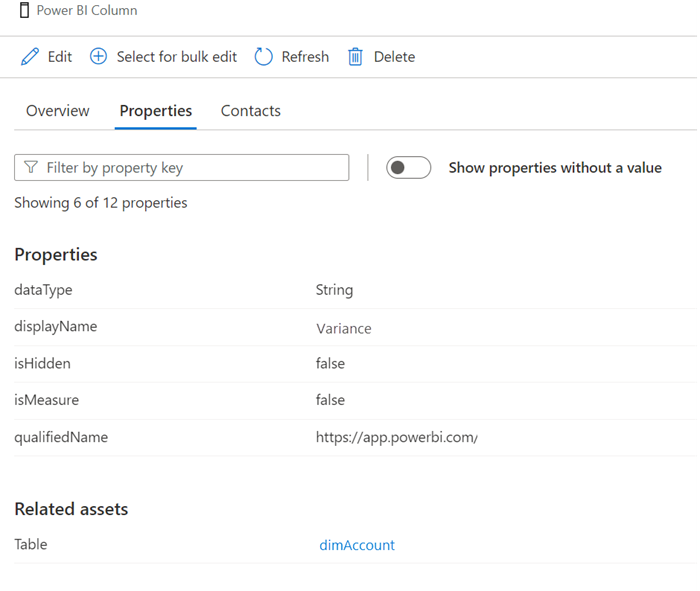 Power BI Column
Edit Select for bulk edit Refresh Delete
Overview Properties Contacts
Filter by property key Show properties without a value
Showing 6 of 12 properties
Properties
dataType String
displayName Variance
isHidden false
isMeasure false
qualifiedName https://app.powerbi.com/
Related assets
Table dimAccount